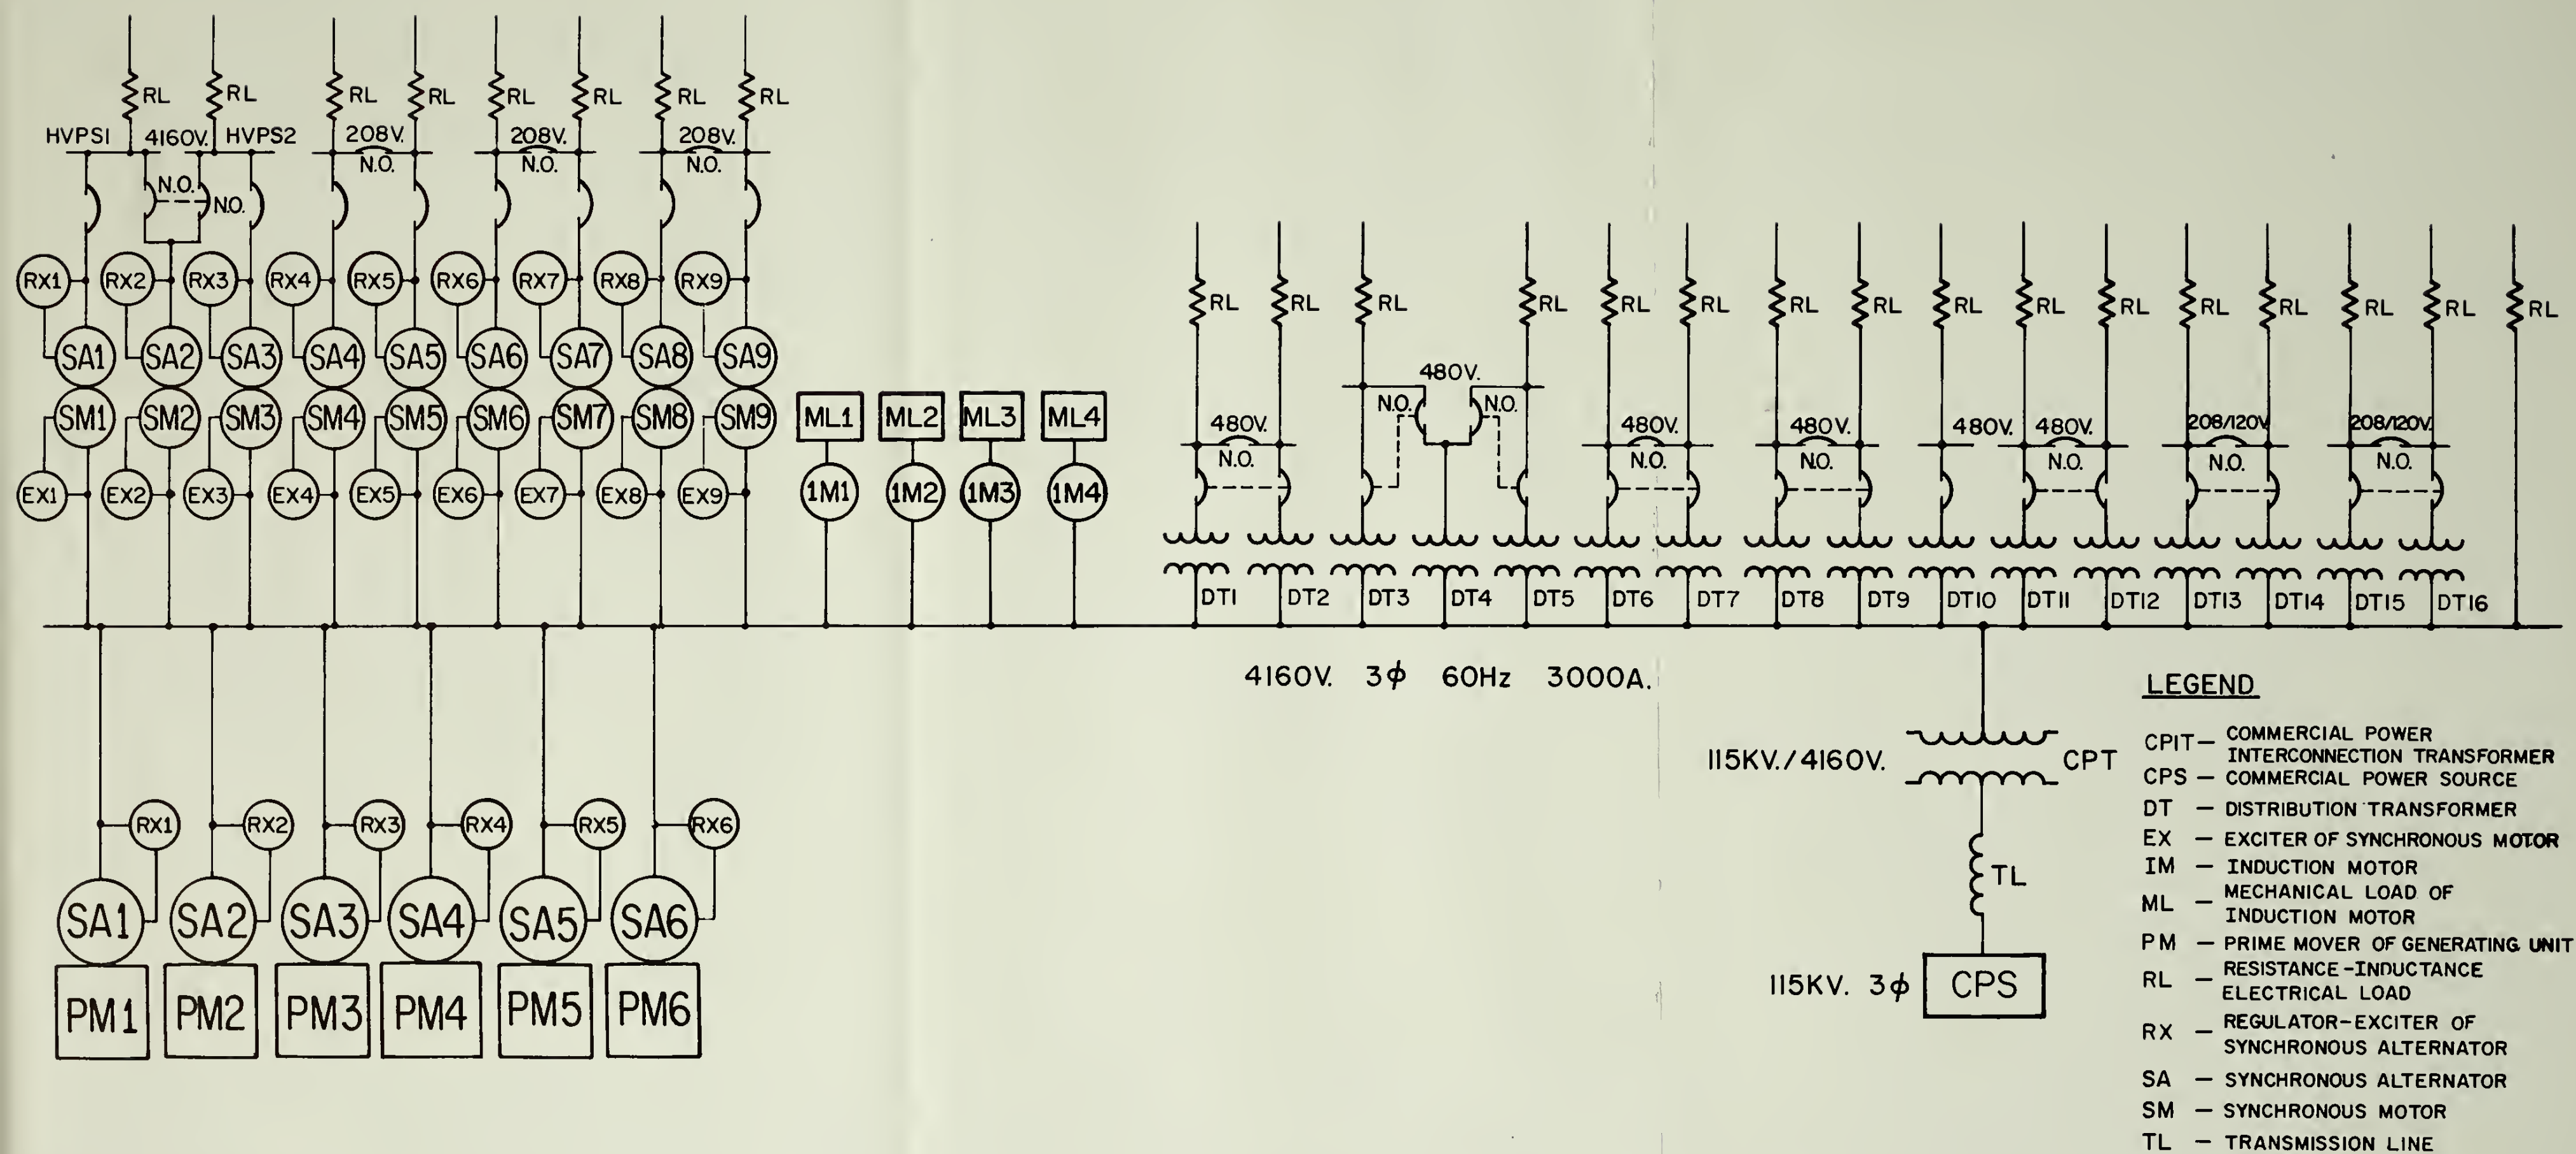 RL RL RL RL RL RL RL RL
HVPS1 4160V. HVPS2 208V. 208V. 208V.
N.O. N.O. N.O.
N.O.
N.O.
RX1 RX2 RX3 RX4 RX5 RX6 RX7 RX8 RX9
RL RL RL RL RL RL RL RL RL RL RL RL RL RL RL RL
SA1 SA2 SA3 SA4 SA5 SA6 SA7 SA8 SA9
480V.
N.O. N.O.
SM1 SM2 SM3 SM4 SM5 SM6 SM7 SM8 SM9
ML1 ML2 ML3 ML4
480V. 480V. 480V. 480V. 480V. 208/120V. 208/120V.
N.O. N.O. N.O. N.O. N.O. N.O.
EX1 EX2 EX3 EX4 EX5 EX6 EX7 EX8 EX9
1M1 1M2 1M3 1M4
DT1 DT2 DT3 DT4 DT5 DT6 DT7 DT8 DT9 DT10 DT11 DT12 DT13 DT14 DT15 DT16
4160V. 3ϕ 60Hz 3000A.
115KV./4160V. CPT
TL
115KV. 3ϕ CPS
RX1 RX2 RX3 RX4 RX5 RX6
SA1 SA2 SA3 SA4 SA5 SA6
PM1 PM2 PM3 PM4 PM5 PM6
LEGEND
CPIT — COMMERCIAL POWER
INTERCONNECTION TRANSFORMER
CPS — COMMERCIAL POWER SOURCE
DT — DISTRIBUTION TRANSFORMER
EX — EXCITER OF SYNCHRONOUS MOTOR
IM — INDUCTION MOTOR
ML — MECHANICAL LOAD OF
INDUCTION MOTOR
PM — PRIME MOVER OF GENERATING UNIT
RL — RESISTANCE-INDUCTANCE
ELECTRICAL LOAD
RX — REGULATOR-EXCITER OF
SYNCHRONOUS ALTERNATOR
SA — SYNCHRONOUS ALTERNATOR
SM — SYNCHRONOUS MOTOR
TL — TRANSMISSION LINE